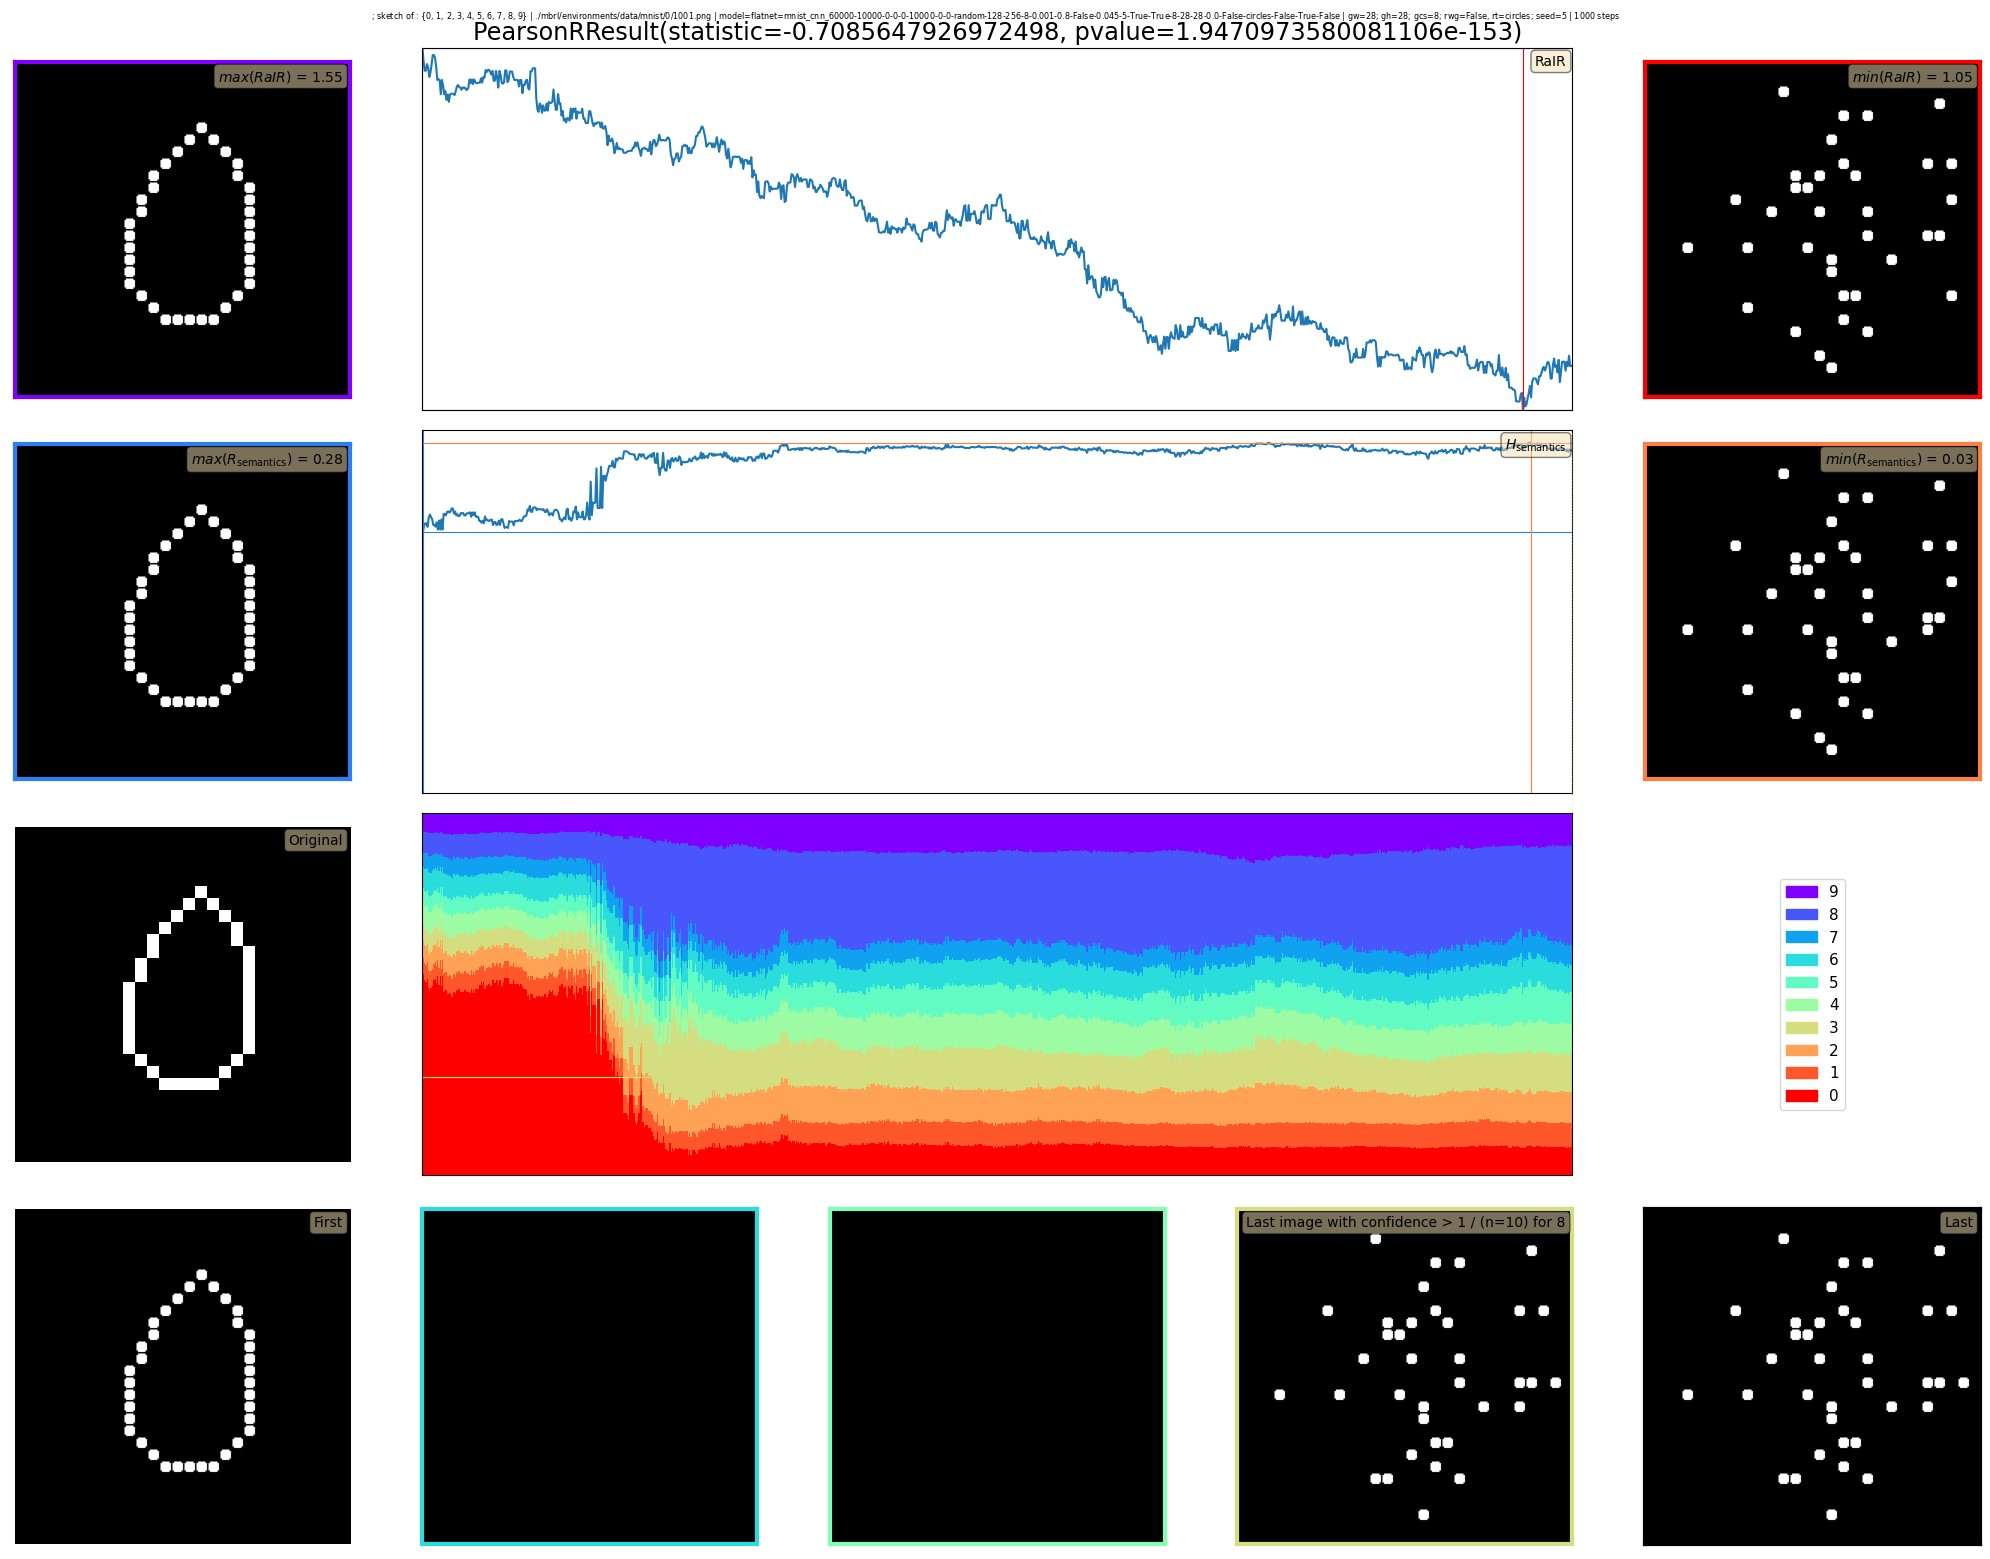 ; sketch of : {0, 1, 2, 3, 4, 5, 6, 7, 8, 9} | ./mbrl/environments/data/mnist/0/1001.png | model=flatnet=mnist_cnn_60000-10000-0-0-0-10000-0-0-random-128-256-8-0.001-0.8-False-0.045-5-True-True-8-28-28-0.0-False-circles-False-True-False | gw=28; gh=28; gcs=8; rwg=False, rt=circles; seed=5 | 1000 steps
PearsonRResult(statistic=-0.7085647926972498, pvalue=1.9470973580081106e-153)
max(RaIR) = 1.55
RaIR
min(RaIR) = 1.05
max(Rsemantics) = 0.28
Hsemantics
min(Rsemantics) = 0.03
Original
9
8
7
6
5
4
3
2
1
0
First
Last image with confidence > 1 / (n=10) for 8
Last